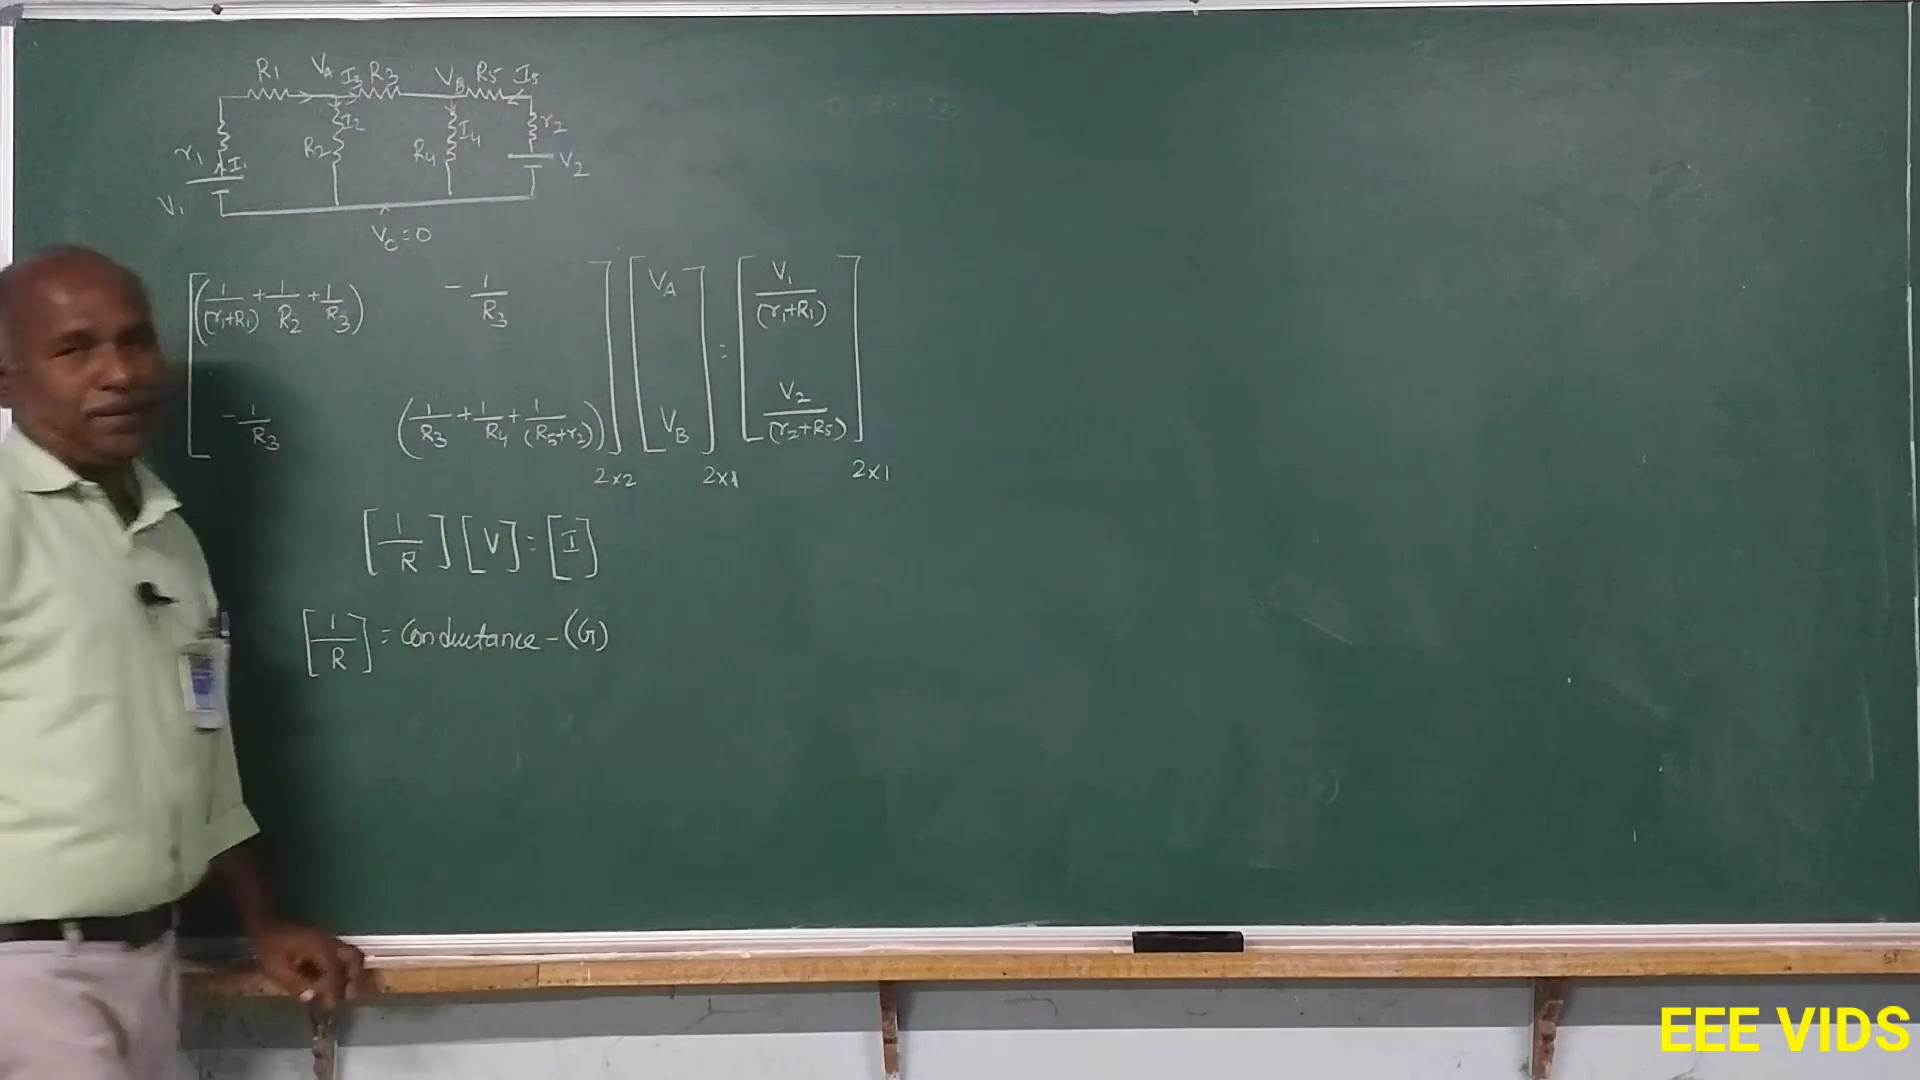 R1 VA I3 R3 VB R5 I5
r1 I1 R2 I2 R4 I4 r2 V2
V1
VC = 0
[ (1/(r1+R1) + 1/R2 + 1/R3) -1/R3 ] [ VA ] = [ V1/(r1+R1) ]
[ -1/R3 (1/R3 + 1/R4 + 1/(R5+r2)) ] [ VB ] [ V2/(r2+R5) ]
2x2 2x1 2x1
[1/R] [V] = [I]
[1/R] = Conductance - (G)
EEE VIDS